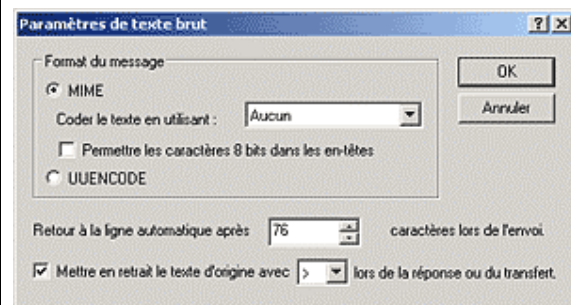 Paramètres de texte brut
Format du message
MIME
OK
Coder le texte en utilisant : Aucun
Annuler
Permettre les caractères 8 bits dans les en-têtes
UUENCODE
Retour à la ligne automatique après 76 caractères lors de l'envoi.
Mettre en retrait le texte d'origine avec > lors de la réponse ou du transfert.